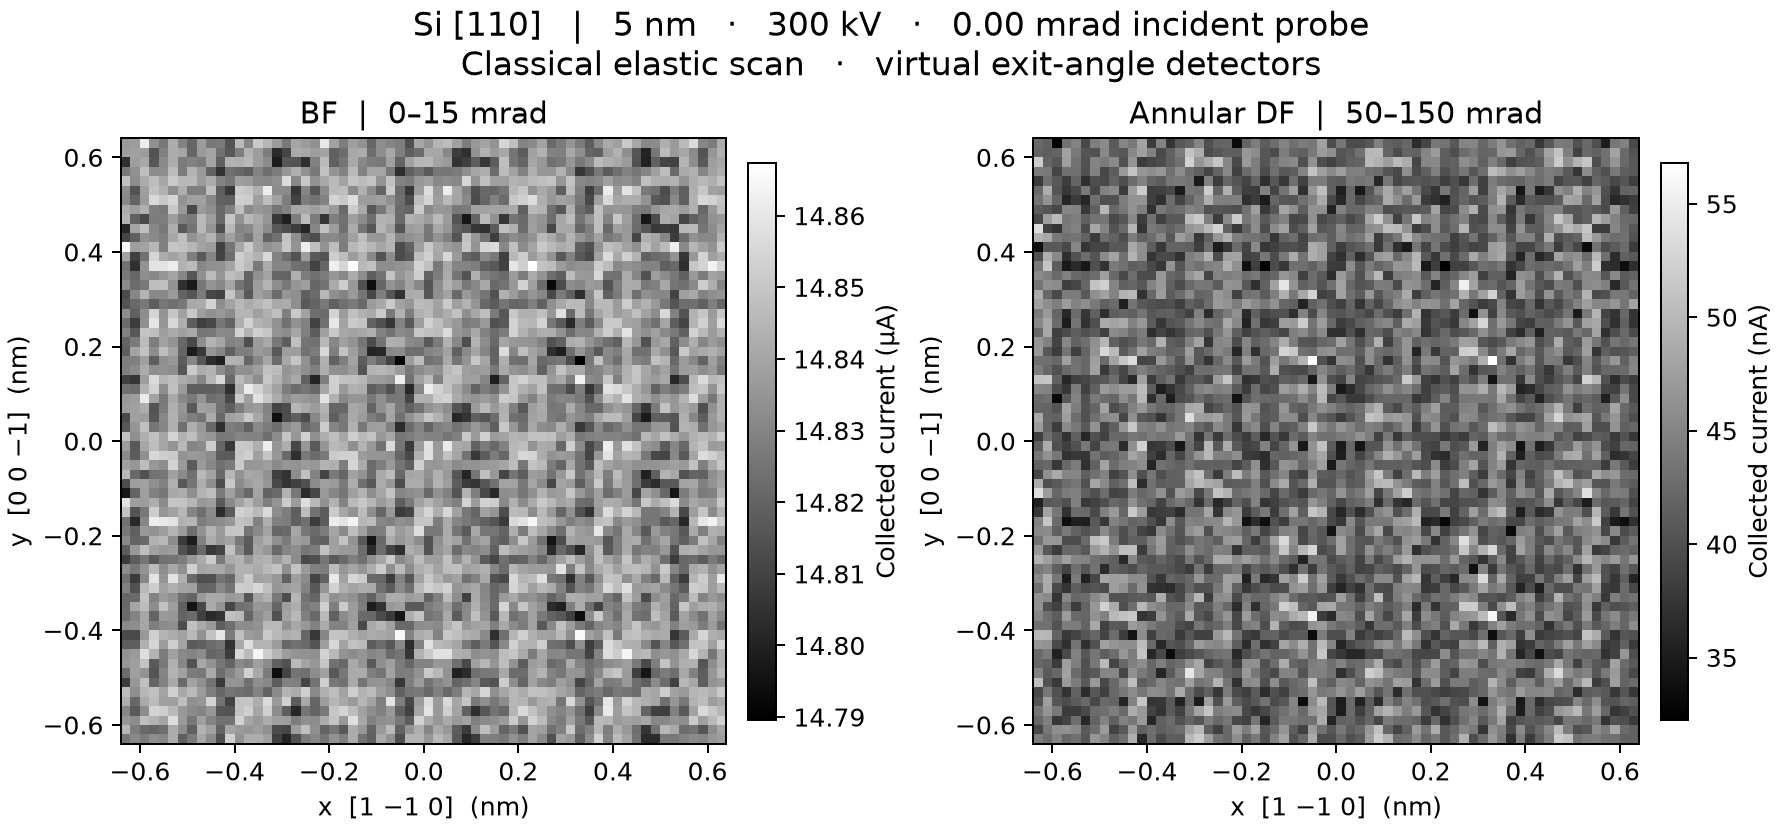 Si [110] | 5 nm · 300 kV · 0.00 mrad incident probe
Classical elastic scan · virtual exit-angle detectors
BF | 0–15 mrad
0.6
0.4
0.2
0.0
−0.2
−0.4
−0.6
y [0 0 −1] (nm)
−0.6 −0.4 −0.2 0.0 0.2 0.4 0.6
x [1 −1 0] (nm)
14.86
14.85
14.84
14.83
14.82
14.81
14.80
14.79
Collected current (µA)
Annular DF | 50–150 mrad
0.6
0.4
0.2
0.0
−0.2
−0.4
−0.6
y [0 0 −1] (nm)
−0.6 −0.4 −0.2 0.0 0.2 0.4 0.6
x [1 −1 0] (nm)
55
50
45
40
35
Collected current (nA)